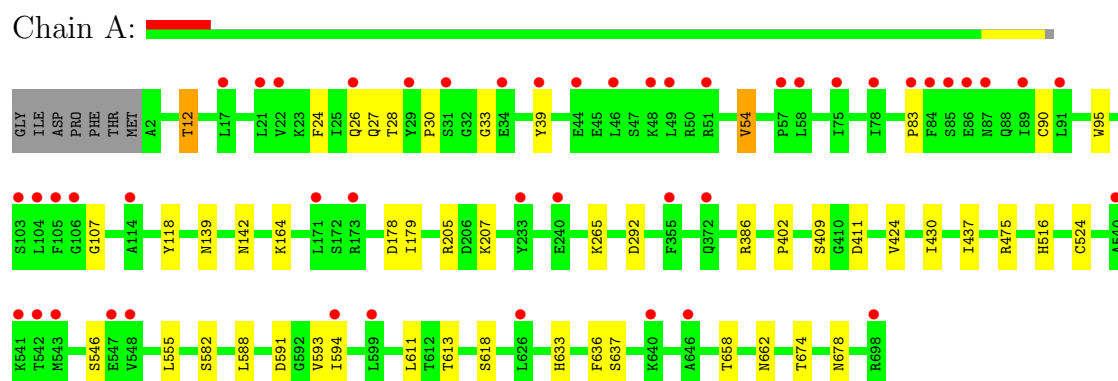 Chain A:
GLY ILE ASP PRO PHE THR MET A2 T12 L17 L21 V22 K23 F24 I25 Q26 Q27 T28 Y29 P30 S31 G32 G33 E34 Y39 E44 E45 L46 S47 K48 L49 R50 R51 V54 P57 L58 I75 I78 P83 F84 S85 E86 N87 Q88 I89 C90 L91 W95
S103 L104 F105 G106 G107 A114 Y118 N139 N142 K164 L171 S172 R173 D178 I179 R205 D206 K207 Y233 E240 K265 D292 F355 Q372 R386 P402 S409 G410 D411 V424 I430 I437 R475 H516 C524 A540
K541 T542 M543 S546 E547 V548 L555 S582 L588 D591 G592 V593 I594 L599 L611 T612 T613 S618 L626 H633 F636 S637 K640 A646 T658 N662 T674 N678 R698